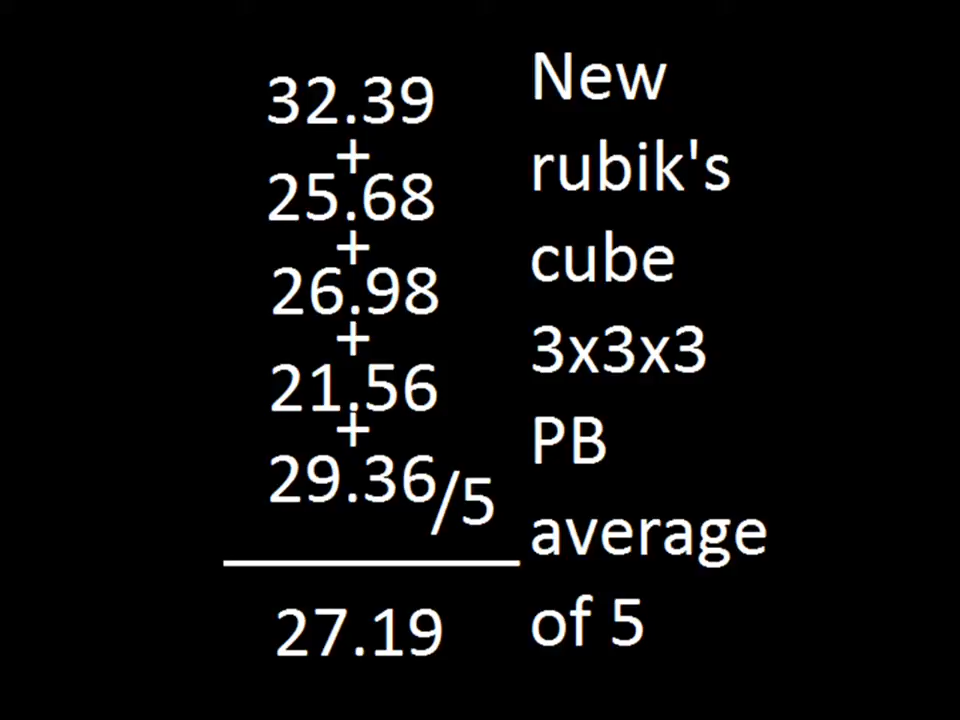 32.39
+
25.68
+
26.98
+
21.56
+
29.36/5
27.19
New
rubik's
cube
3x3x3
PB
average
of 5